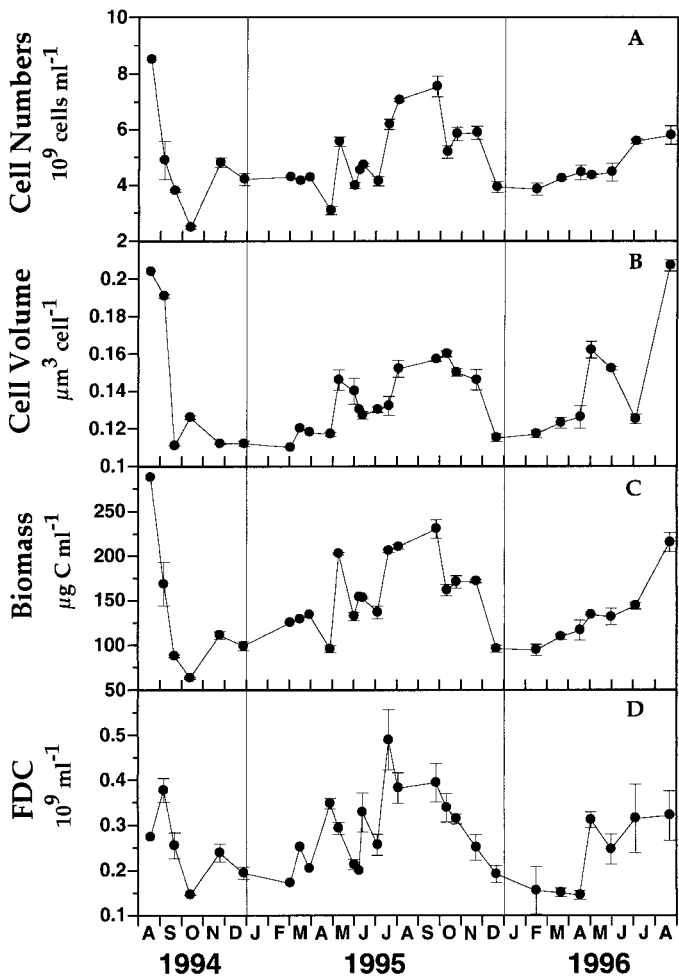 Cell Numbers
10⁹ cells ml⁻¹
10
8
6
4
2
A
Cell Volume
μm³ cell⁻¹
0.2
0.18
0.16
0.14
0.12
0.1
B
Biomass
μg C ml⁻¹
250
200
150
100
50
C
FDC
10⁹ ml⁻¹
0.5
0.4
0.3
0.2
0.1
D
A S O N D J F M A M J J A S O N D J F M A M J J A
1994 1995 1996